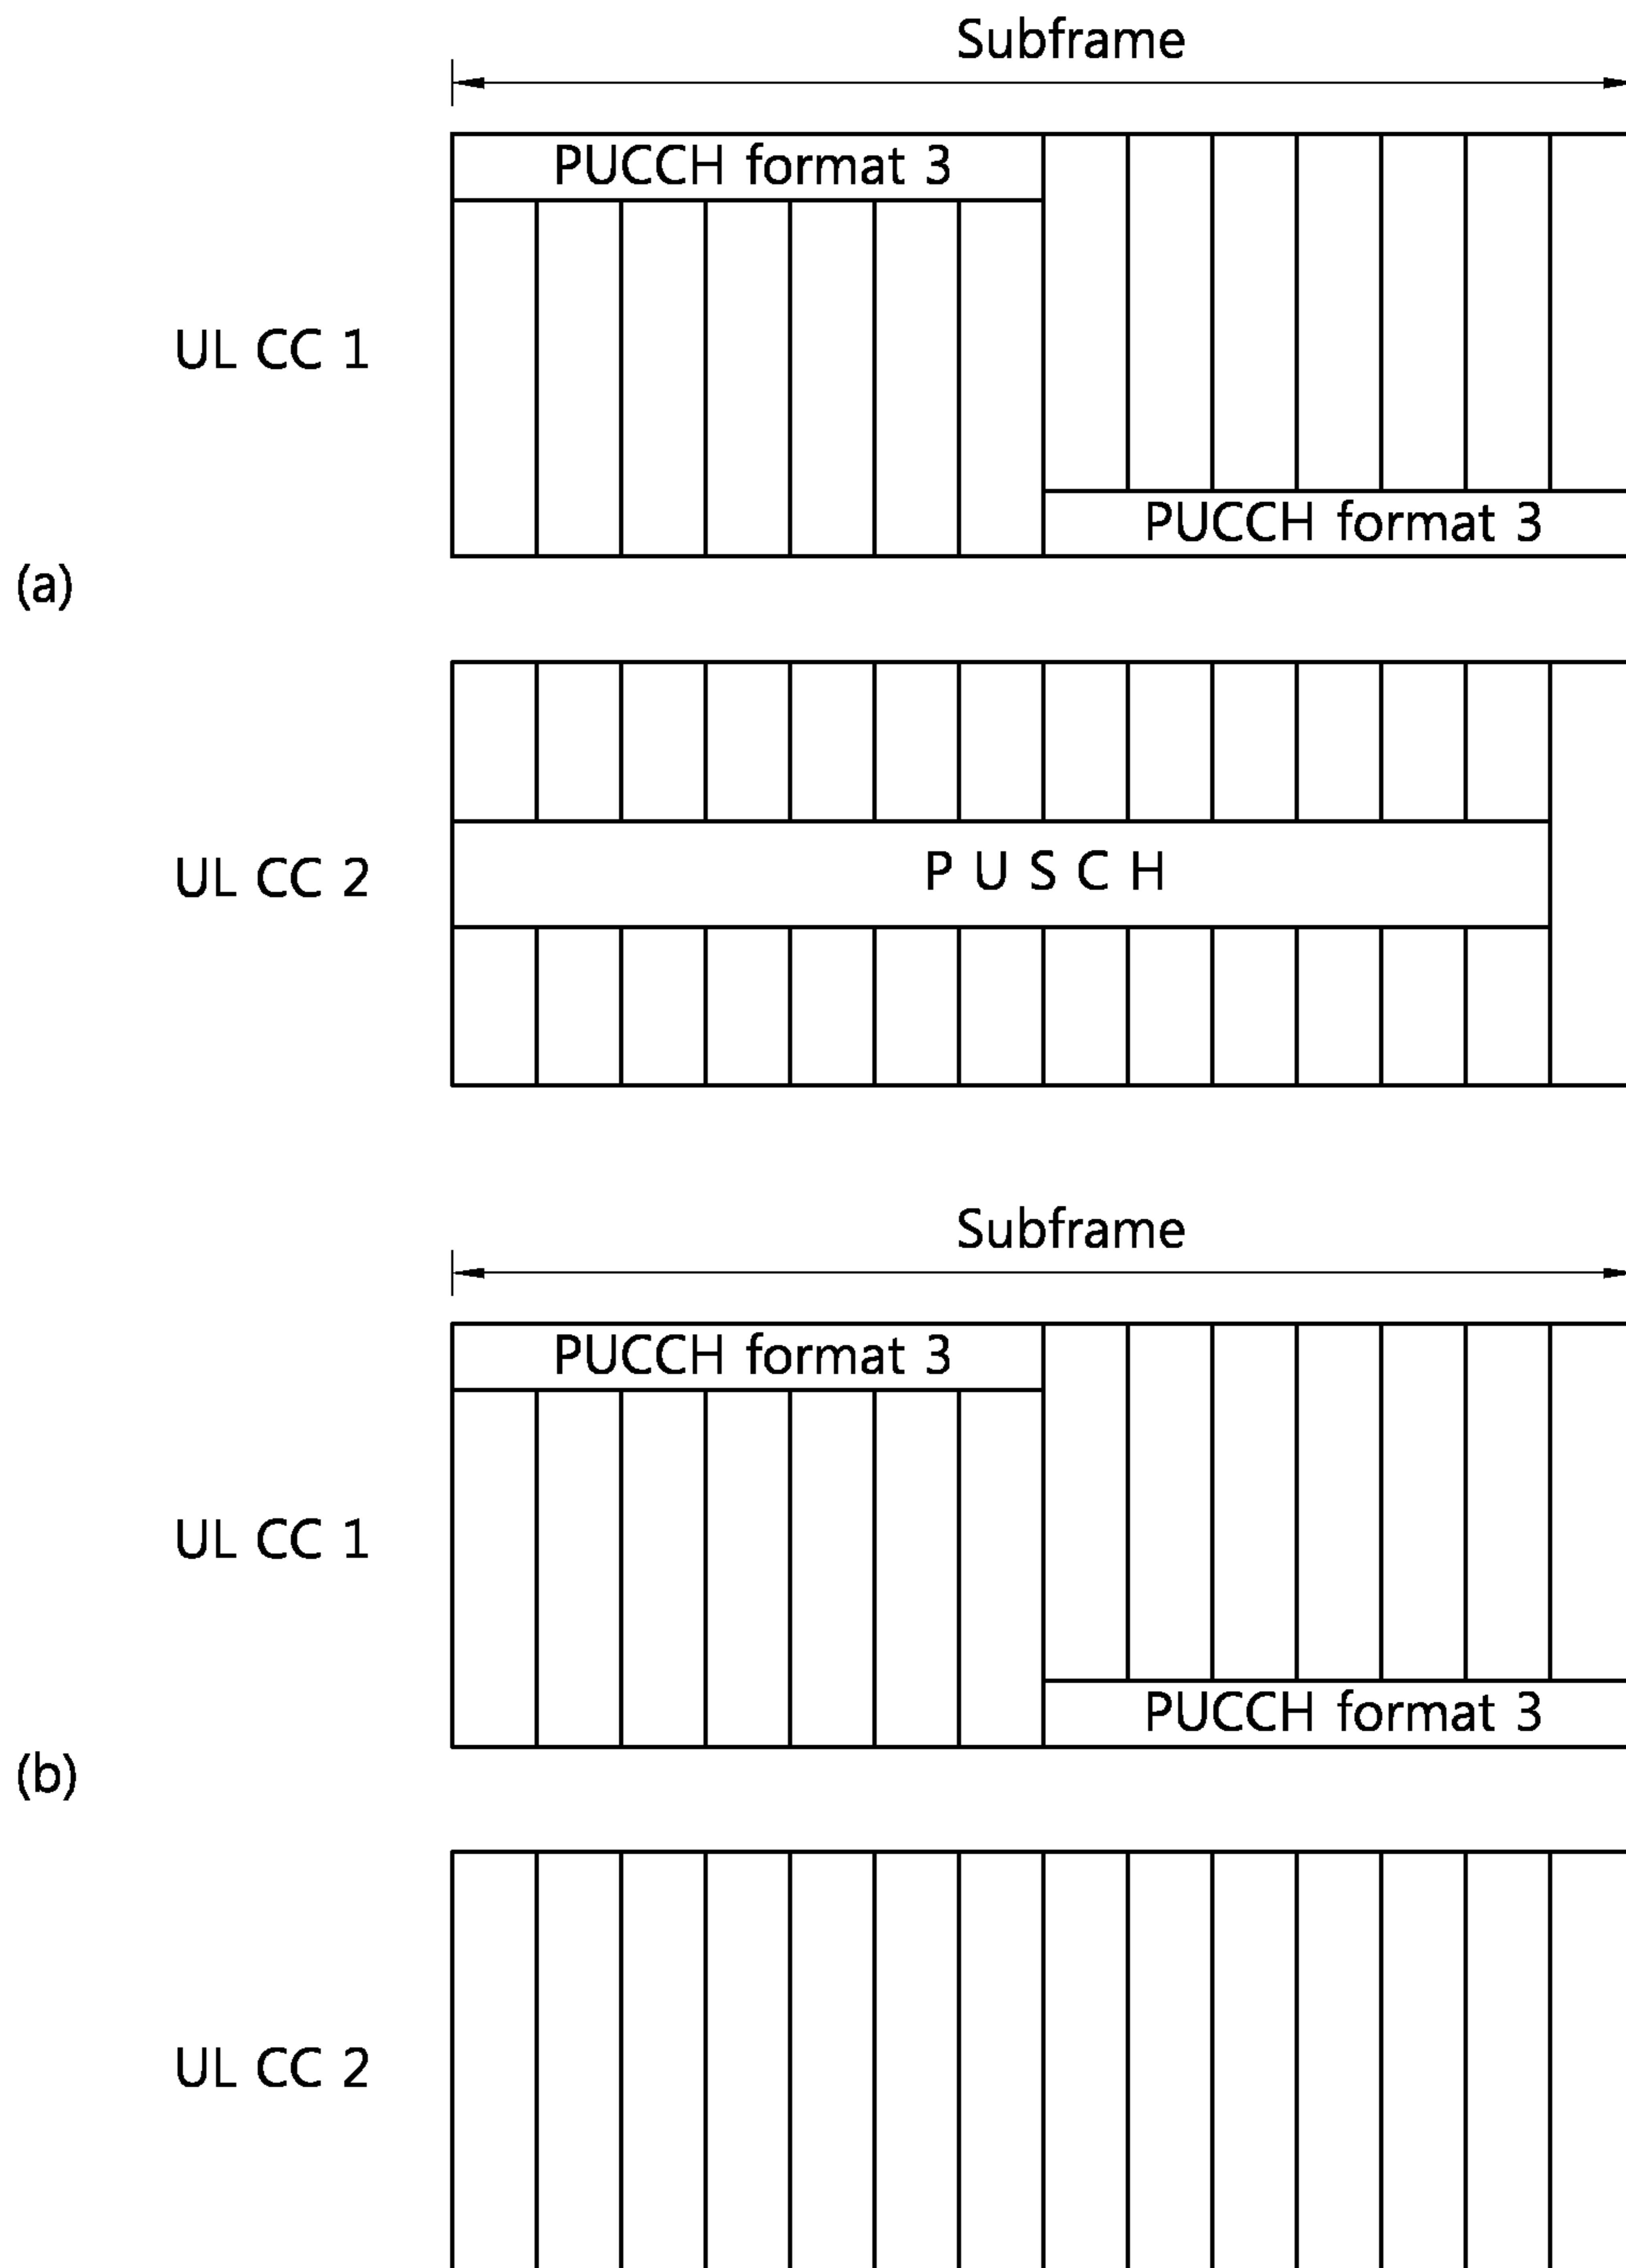 Subframe
PUCCH format 3
UL CC 1
PUCCH format 3
(a)
UL CC 2
P U S C H
Subframe
PUCCH format 3
UL CC 1
PUCCH format 3
(b)
UL CC 2